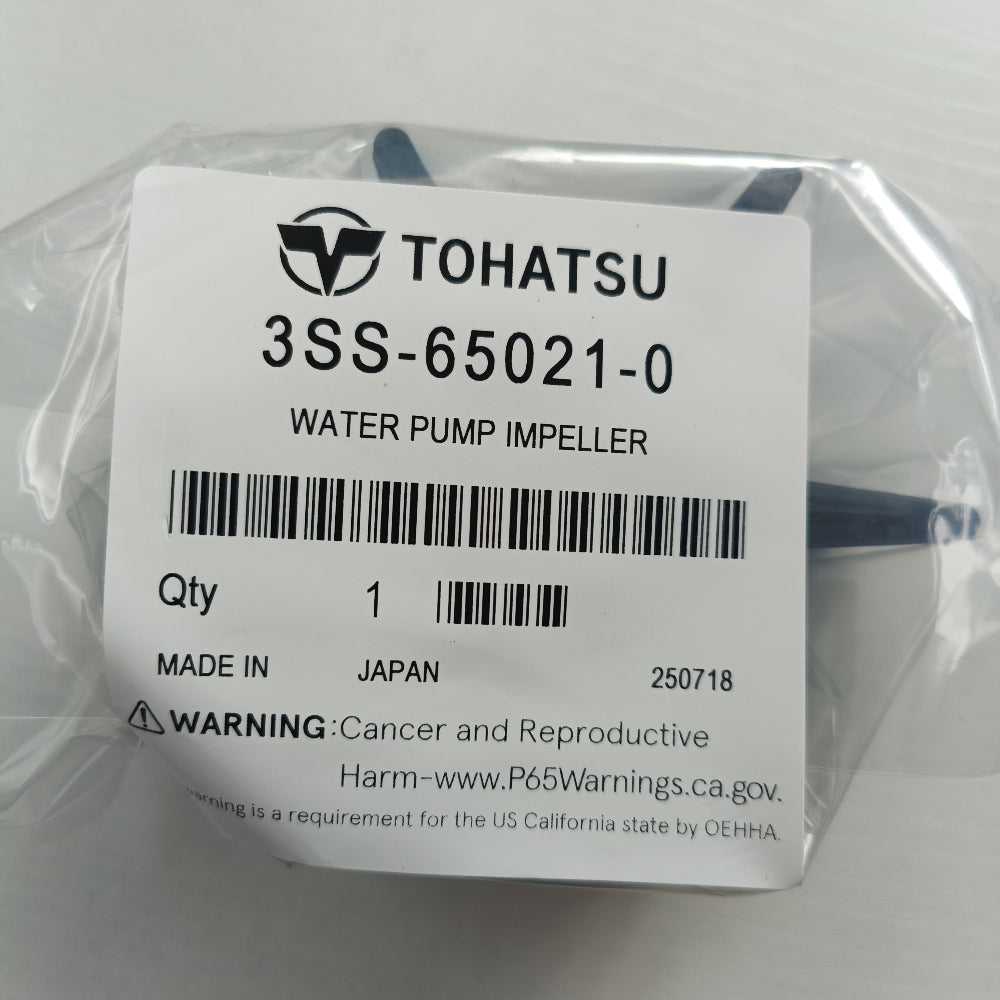 TOHATSU
3SS-65021-0
WATER PUMP IMPELLER
Qty 1
MADE IN JAPAN 250718
WARNING:Cancer and Reproductive
Harm-www.P65Warnings.ca.gov.
is a requirement for the US California state by OEHHA.